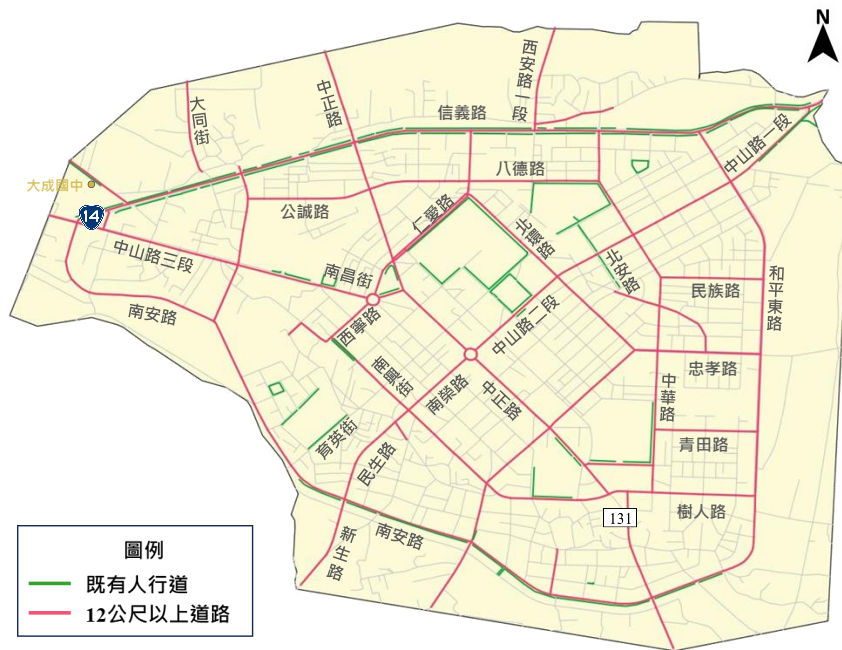 N
西安路一段
中正路
大同街
信義路
中山路一段
八德路
大成國中
仁愛路
公誠路
14
北環路
中山路三段
南昌街
北安路
和平東路
民族路
南安路
西寧路
中山路二段
忠孝路
南興街
中華路
南榮路
中正路
育英街
青田路
民生路
樹人路
131
新生路
南安路
圖例
既有人行道
12公尺以上道路